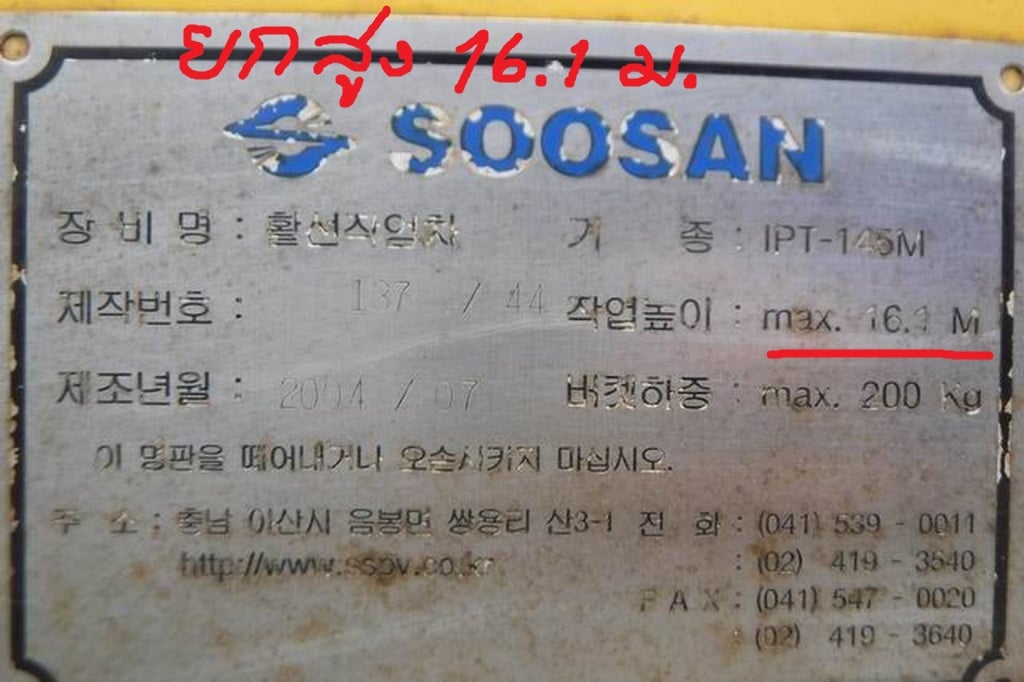 ยกสูง 16.1 ม.
SOOSAN
장 비 명 : 활선작업차 기 종 : IPT-145M
제작번호 : 137 / 44 작업높이 : max. 16.1 M
제조년월 : 2004 / 07 버켓하중 : max. 200 Kg
이 명판을 떼어내거나 오손시키지 마십시오.
주 소 : 충남 아산시 음봉면 쌍용리 산3-1 전 화 : (041) 539 - 0011
http://www.sspv.co.kr : (02) 419 - 3540
F A X : (041) 547 - 0020
: (02) 419 - 3640